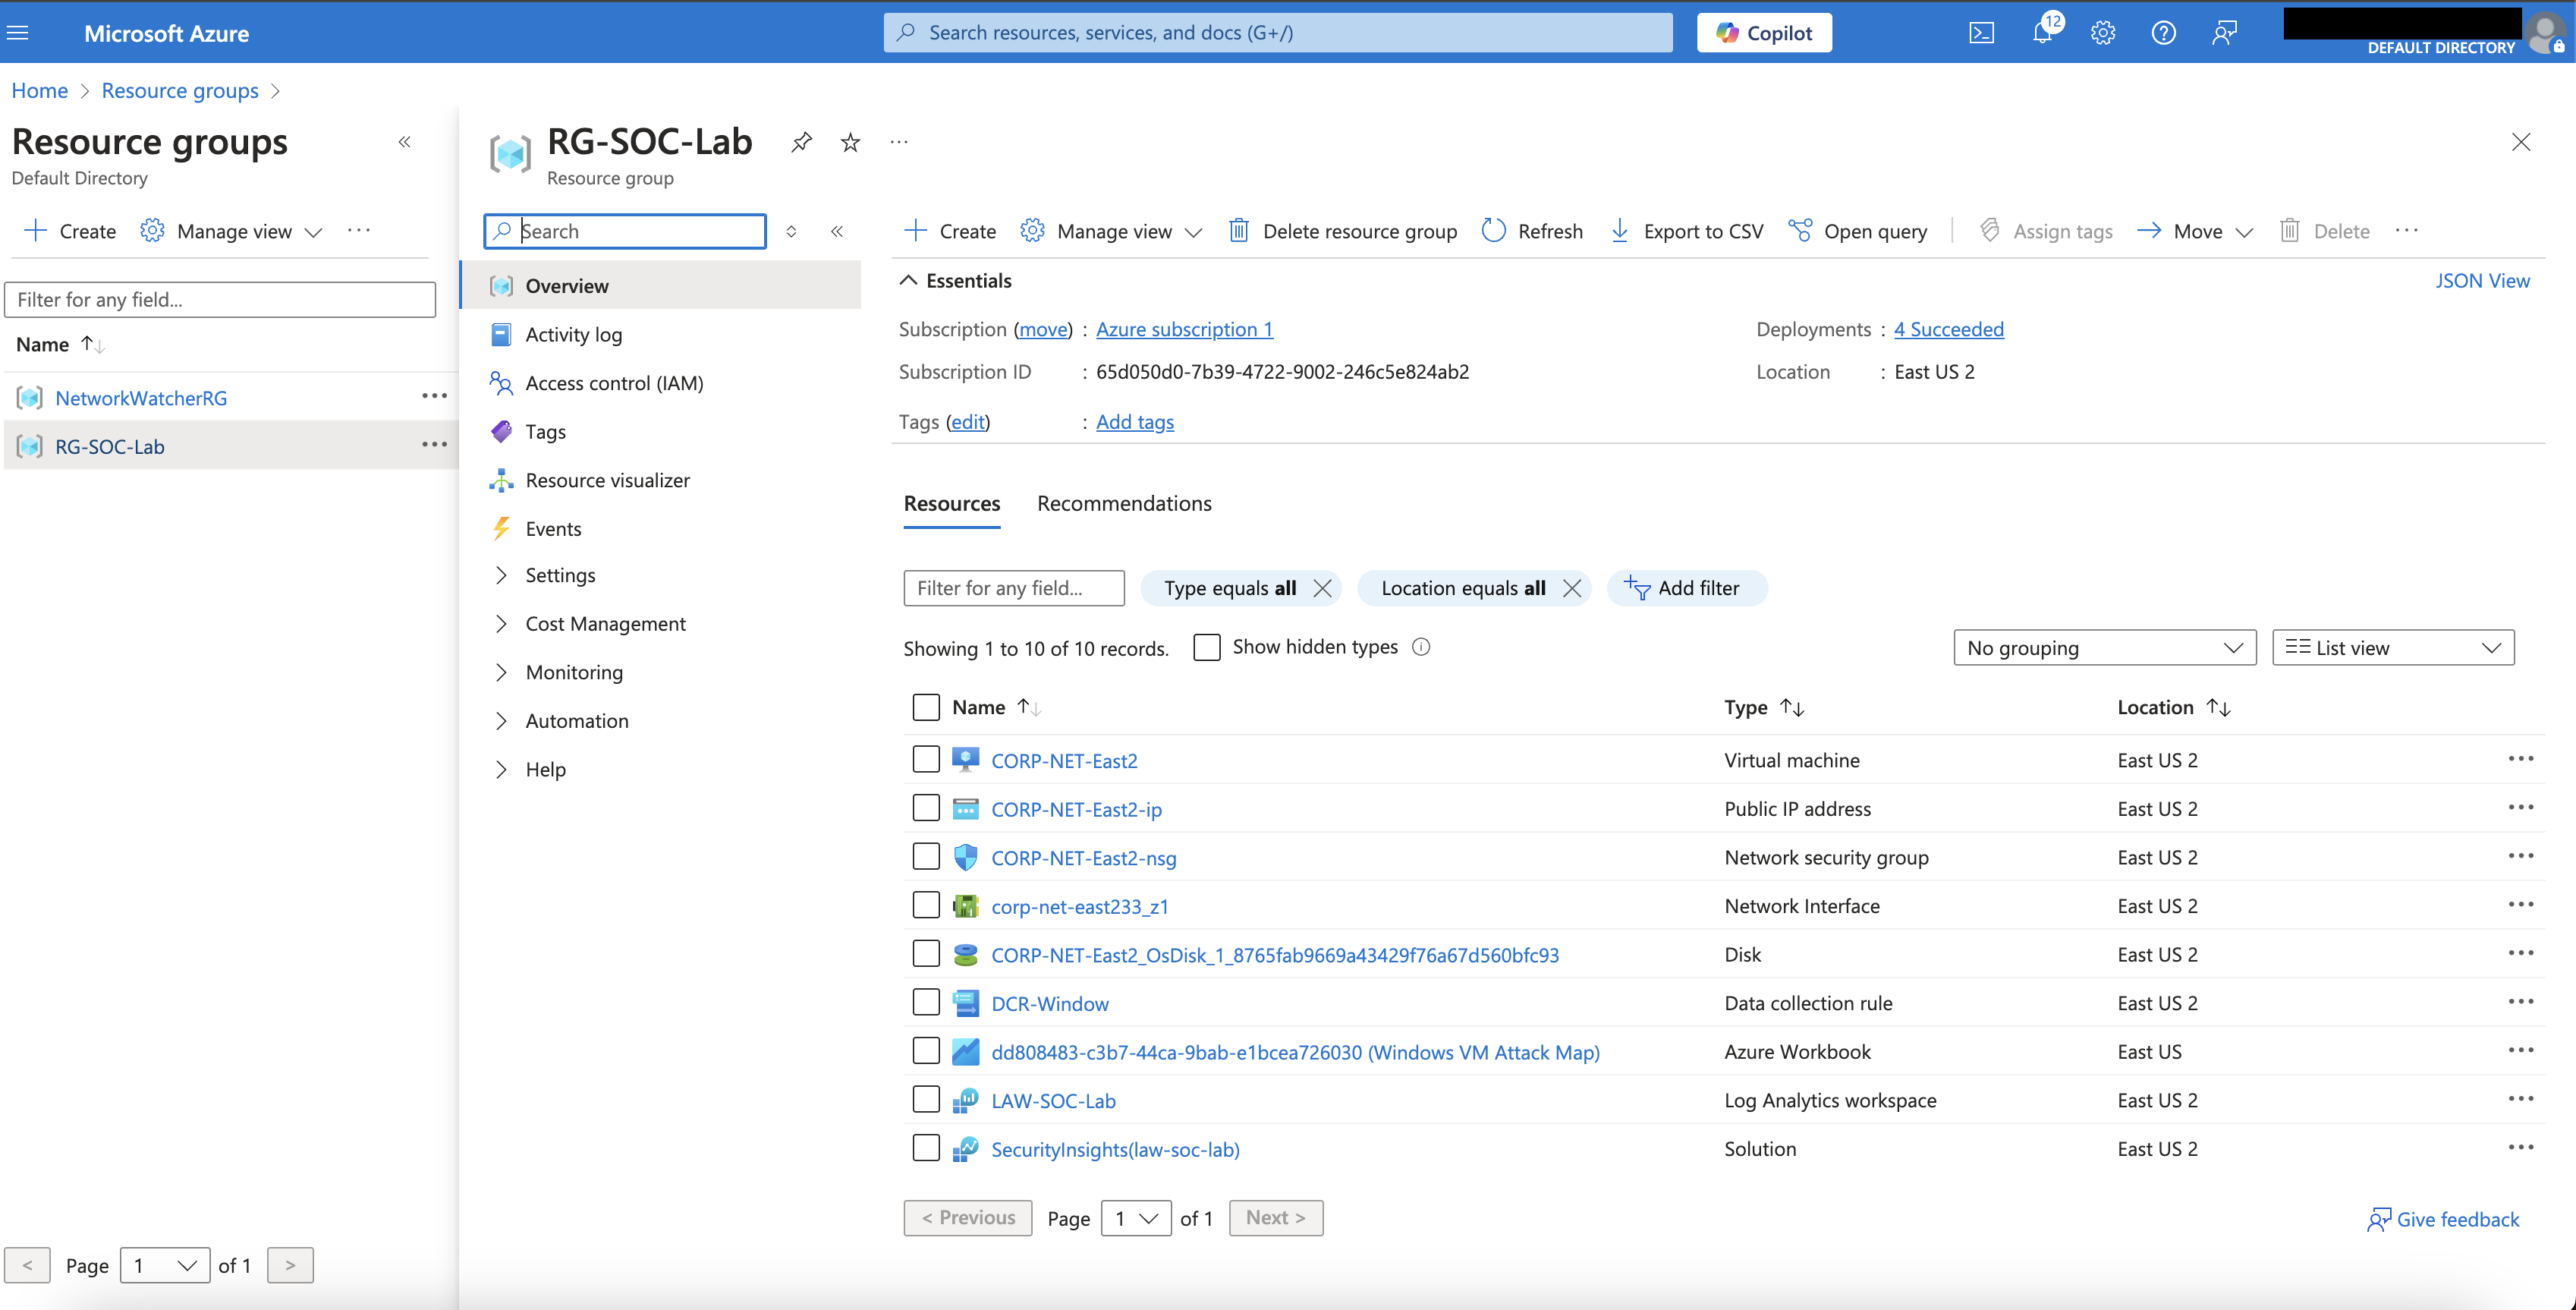 Microsoft Azure
Search resources, services, and docs (G+/)
Copilot
12
DEFAULT DIRECTORY
Home > Resource groups >
Resource groups
Default Directory
Create Manage view ...
Filter for any field...
Name
NetworkWatcherRG
RG-SOC-Lab
< Page 1 of 1 >
RG-SOC-Lab
Resource group
Search
Overview
Activity log
Access control (IAM)
Tags
Resource visualizer
Events
Settings
Cost Management
Monitoring
Automation
Help
Create Manage view Delete resource group Refresh Export to CSV Open query Assign tags Move Delete ...
Essentials
JSON View
Subscription (move) : Azure subscription 1
Subscription ID : 65d050d0-7b39-4722-9002-246c5e824ab2
Tags (edit) : Add tags
Deployments : 4 Succeeded
Location : East US 2
Resources Recommendations
Filter for any field... Type equals all Location equals all Add filter
Showing 1 to 10 of 10 records. Show hidden types No grouping List view
Name Type Location
CORP-NET-East2 Virtual machine East US 2
CORP-NET-East2-ip Public IP address East US 2
CORP-NET-East2-nsg Network security group East US 2
corp-net-east233_z1 Network Interface East US 2
CORP-NET-East2_OsDisk_1_8765fab9669a43429f76a67d560bfc93 Disk East US 2
DCR-Window Data collection rule East US 2
dd808483-c3b7-44ca-9bab-e1bcea726030 (Windows VM Attack Map) Azure Workbook East US
LAW-SOC-Lab Log Analytics workspace East US 2
SecurityInsights(law-soc-lab) Solution East US 2
< Previous Page 1 of 1 Next >
Give feedback